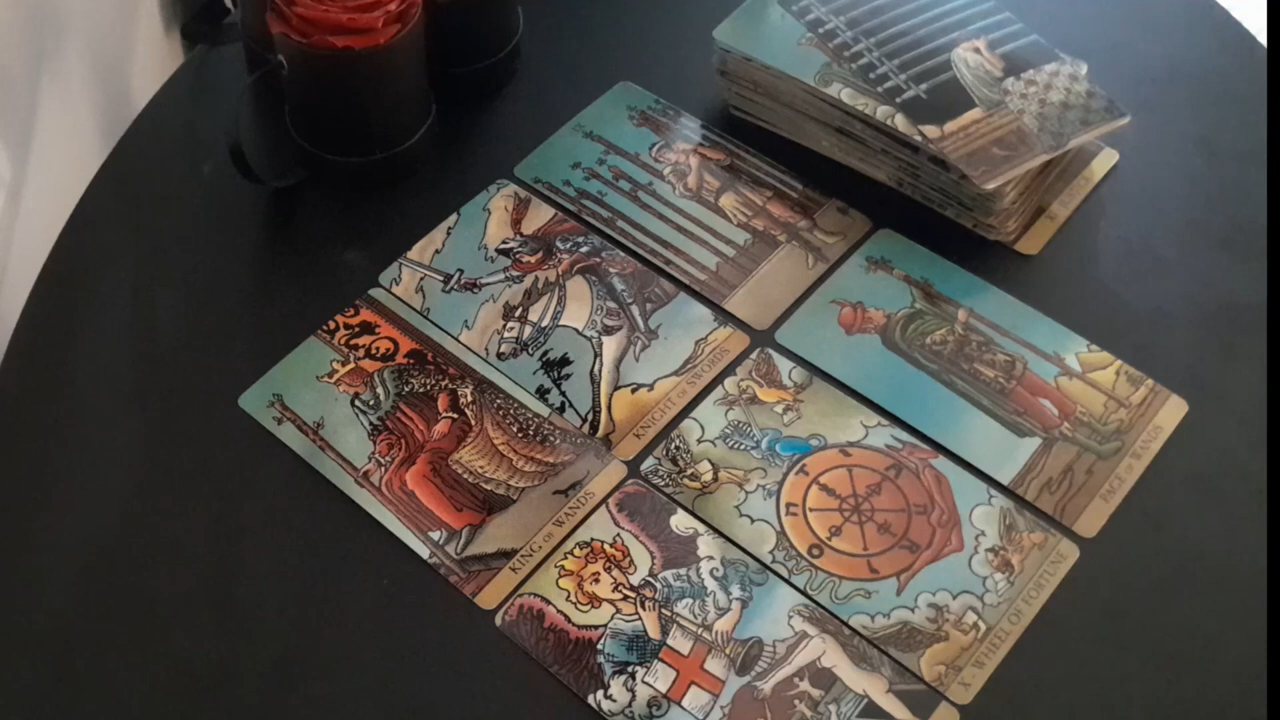 KING OF WANDS
KNIGHT OF SWORDS
PAGE OF WANDS
X - WHEEL OF FORTUNE